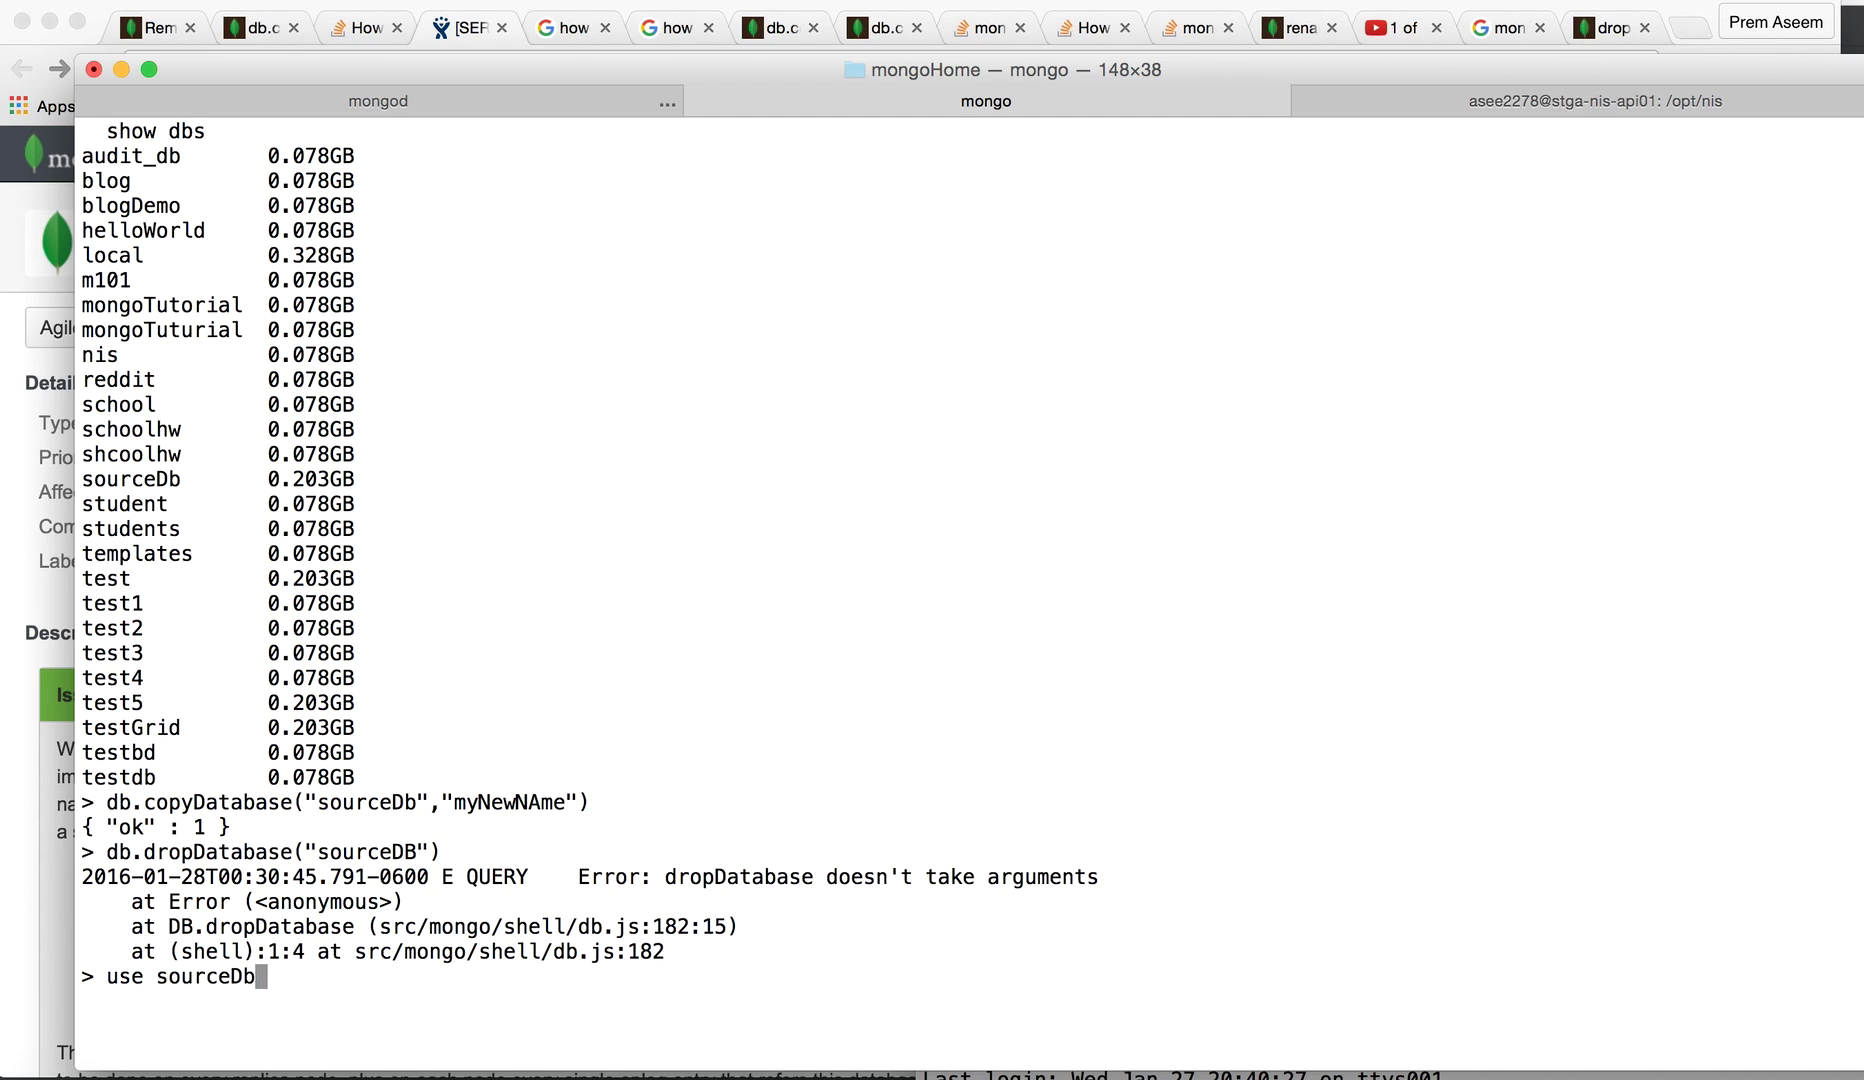 Rem
db.c
How
[SER
how
how
db.c
db.c
mon
How
mon
rena
1 of
mon
drop
Prem Aseem
mongoHome — mongo — 148×38
Apps
mongod
...
mongo
asee2278@stga-nis-api01: /opt/nis
show dbs
audit_db 0.078GB
blog 0.078GB
blogDemo 0.078GB
helloWorld 0.078GB
local 0.328GB
m101 0.078GB
mongoTutorial 0.078GB
mongoTuturial 0.078GB
nis 0.078GB
reddit 0.078GB
school 0.078GB
schoolhw 0.078GB
shcoolhw 0.078GB
sourceDb 0.203GB
student 0.078GB
students 0.078GB
templates 0.078GB
test 0.203GB
test1 0.078GB
test2 0.078GB
test3 0.078GB
test4 0.078GB
test5 0.203GB
testGrid 0.203GB
testbd 0.078GB
testdb 0.078GB
> db.copyDatabase("sourceDb","myNewNAme")
{ "ok" : 1 }
> db.dropDatabase("sourceDB")
2016-01-28T00:30:45.791-0600 E QUERY Error: dropDatabase doesn't take arguments
at Error (<anonymous>)
at DB.dropDatabase (src/mongo/shell/db.js:182:15)
at (shell):1:4 at src/mongo/shell/db.js:182
> use sourceDb
Agil
Detail
Type
Prio
Affe
Com
Labe
Descr
Is
W
im
na
a s
Th
Last login: Wed Jan 27 20:40:27 on ttys001